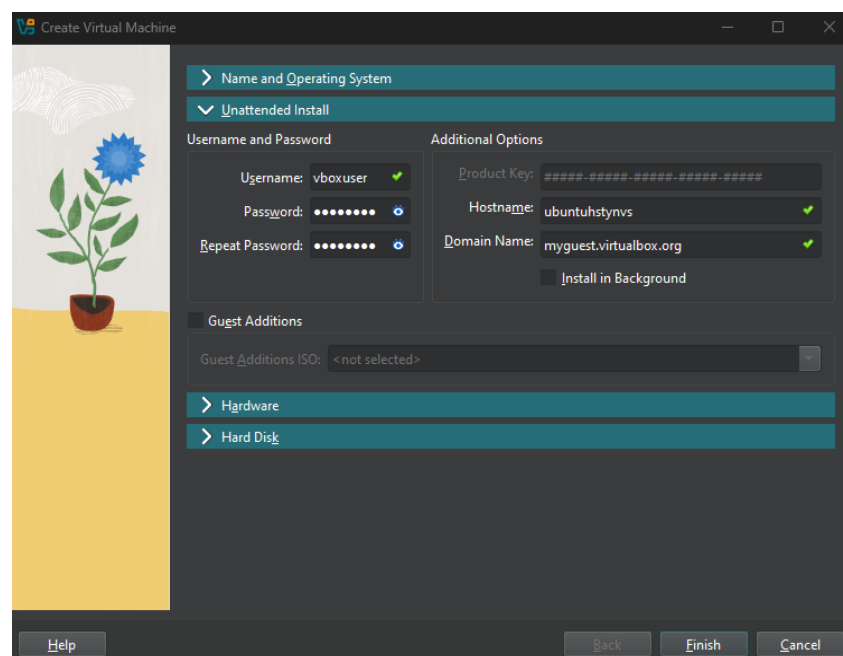 Create Virtual Machine
Name and Operating System
Unattended Install
Username and Password
Additional Options
Username: vboxuser
Product Key: #####-#####-#####-#####-#####
Password: ●●●●●●●●
Hostname: ubuntuhstynvs
Repeat Password: ●●●●●●●●
Domain Name: myguest.virtualbox.org
Install in Background
Guest Additions
Guest Additions ISO: <not selected>
Hardware
Hard Disk
Help
Back
Finish
Cancel